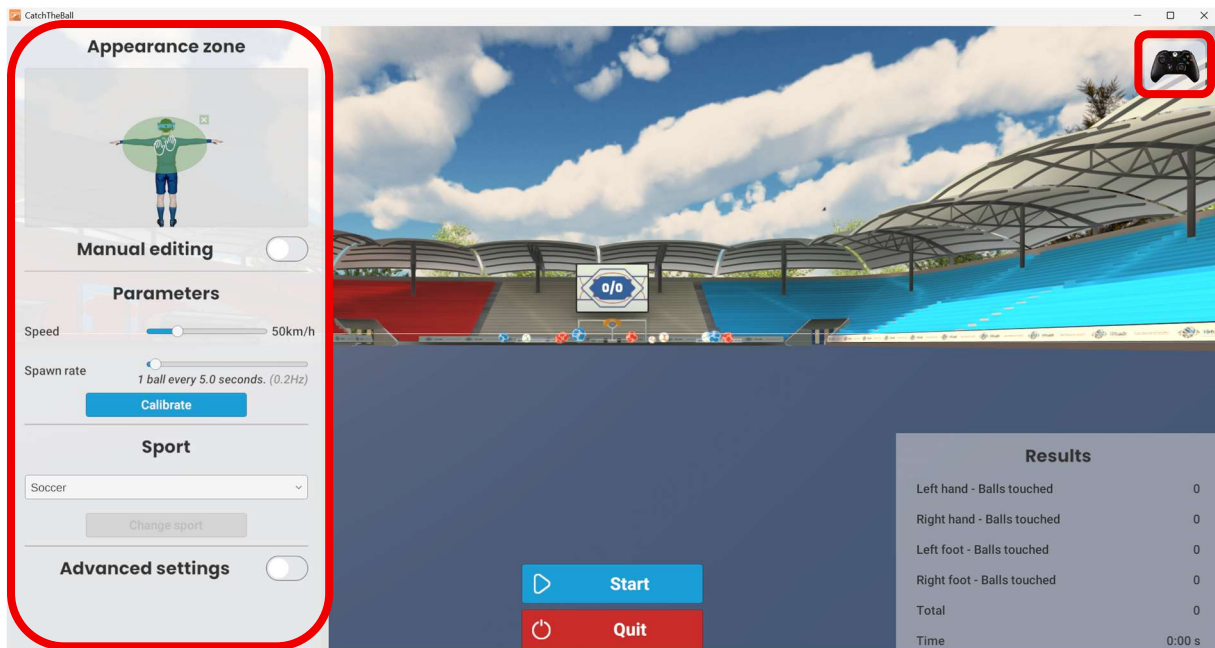 CatchTheBall
Appearance zone
Manual editing
Parameters
Speed 50km/h
Spawn rate
1 ball every 5.0 seconds. (0.2Hz)
Calibrate
Sport
Soccer
Change sport
Advanced settings
0/0
Start
Quit
Results
Left hand - Balls touched 0
Right hand - Balls touched 0
Left foot - Balls touched 0
Right foot - Balls touched 0
Total 0
Time 0:00 s